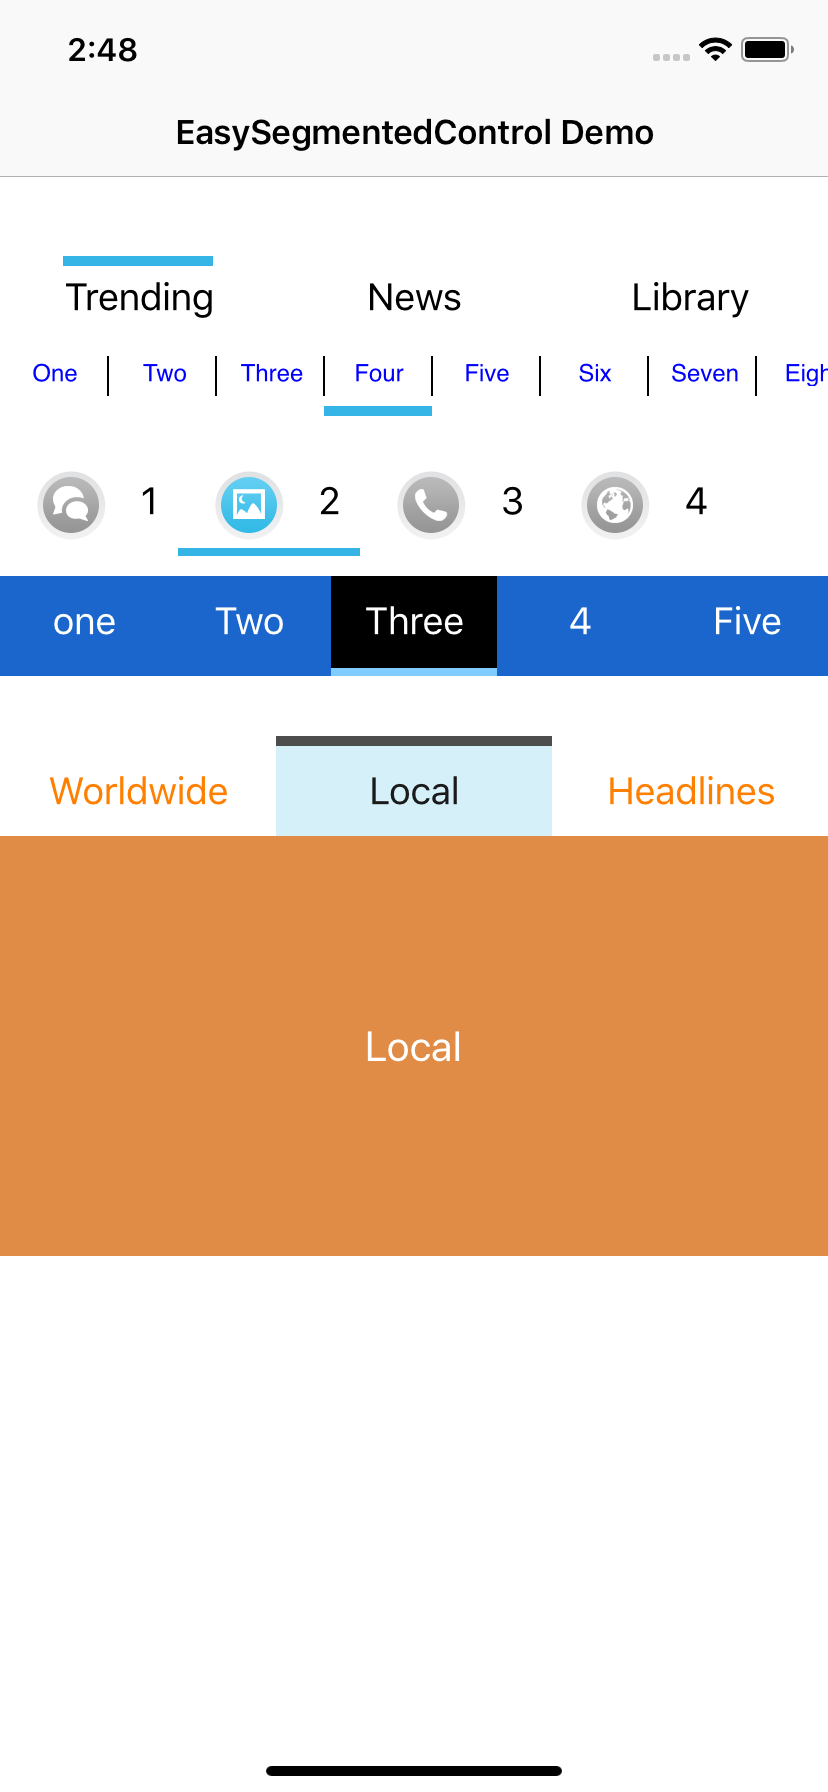 2:48
EasySegmentedControl Demo
Trending News Library
One Two Three Four Five Six Seven Eigh
1 2 3 4
one Two Three 4 Five
Worldwide Local Headlines
Local